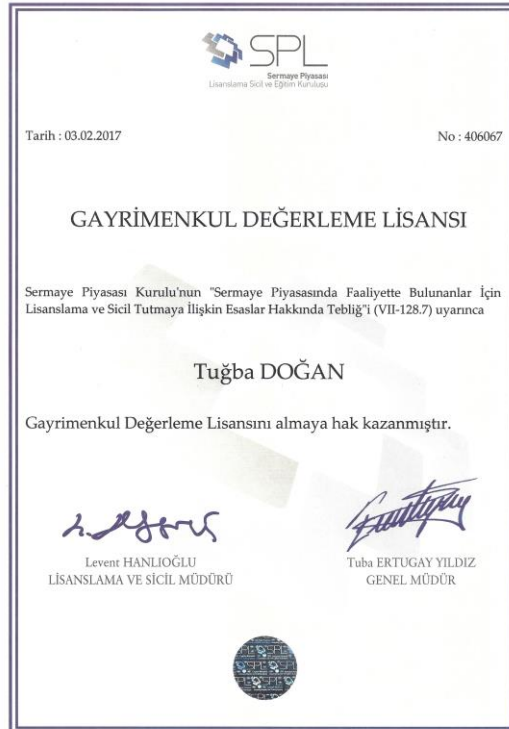 SPL
Sermaye Piyasası
Lisanslama Sicil ve Eğitim Kuruluşu
Tarih : 03.02.2017
No : 406067
GAYRİMENKUL DEĞERLEME LİSANSI
Sermaye Piyasası Kurulu'nun "Sermaye Piyasasında Faaliyette Bulunanlar İçin
Lisanslama ve Sicil Tutmaya İlişkin Esaslar Hakkında Tebliğ"i (VII-128.7) uyarınca
Tuğba DOĞAN
Gayrimenkul Değerleme Lisansını almaya hak kazanmıştır.
Levent HANLIOĞLU
LİSANSLAMA VE SİCİL MÜDÜRÜ
Tuba ERTUGAY YILDIZ
GENEL MÜDÜR